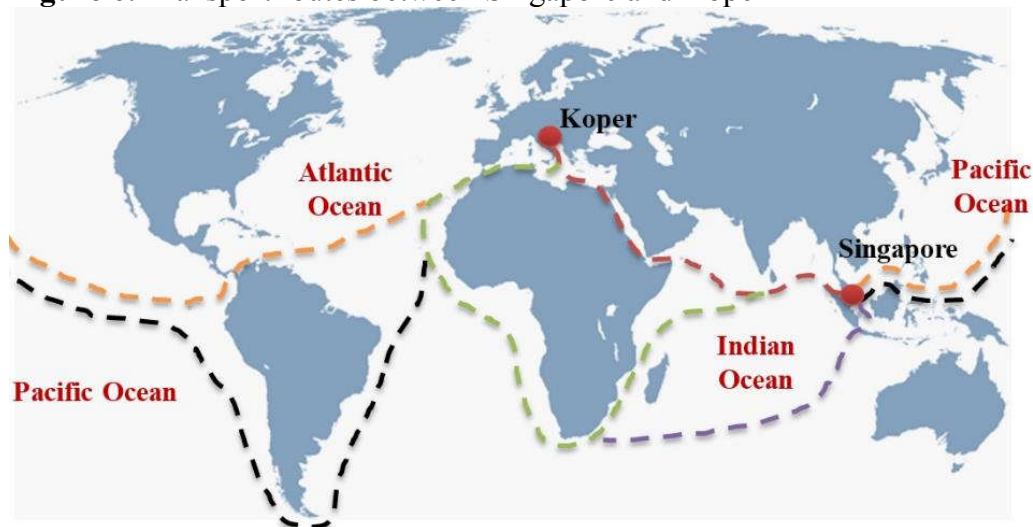 Koper
Atlantic
Ocean
Pacific
Ocean
Singapore
Indian
Ocean
Pacific Ocean